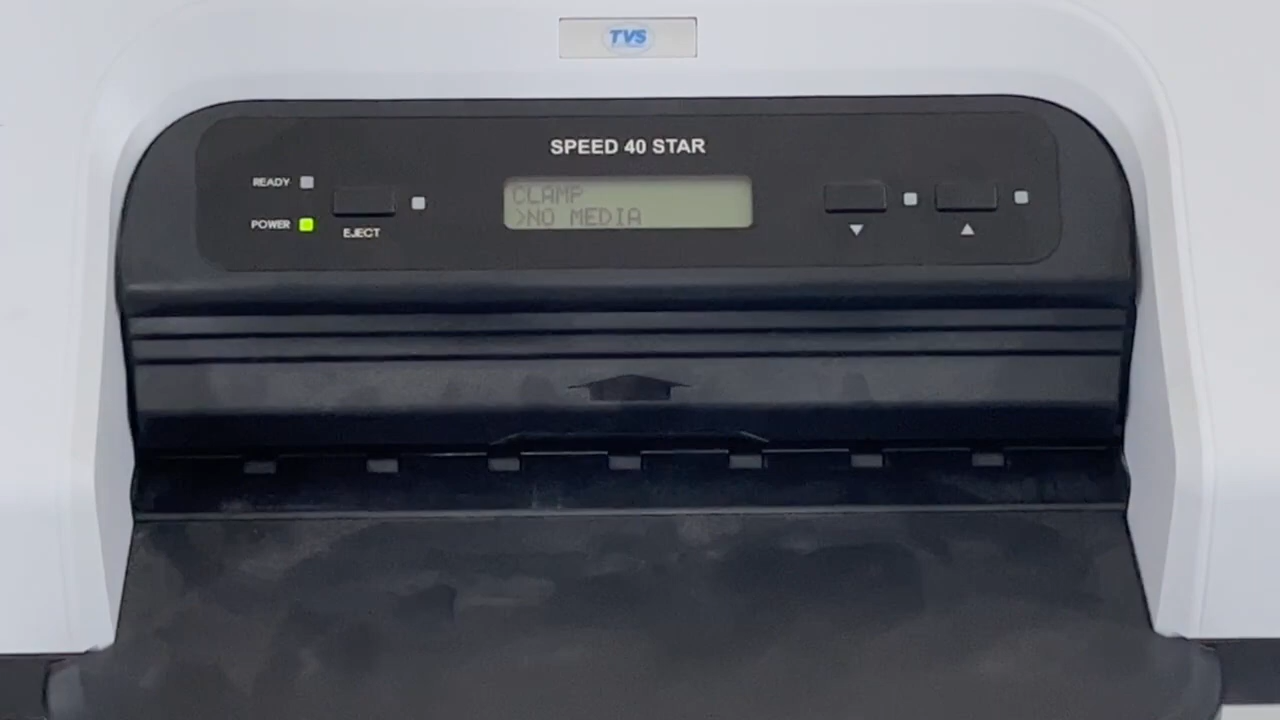 TVS
SPEED 40 STAR
READY
POWER
EJECT
CLAMP
>NO MEDIA
▼
▲